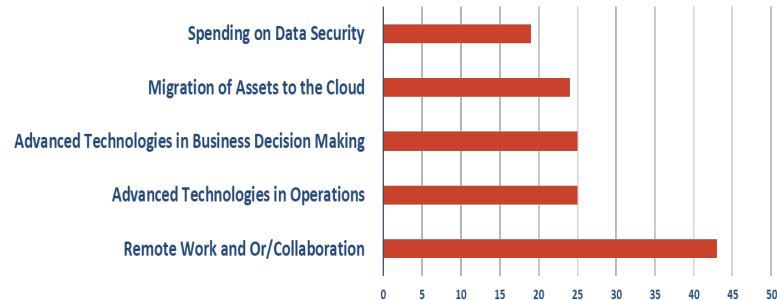 Spending on Data Security
Migration of Assets to the Cloud
Advanced Technologies in Business Decision Making
Advanced Technologies in Operations
Remote Work and Or/Collaboration
0 5 10 15 20 25 30 35 40 45 50